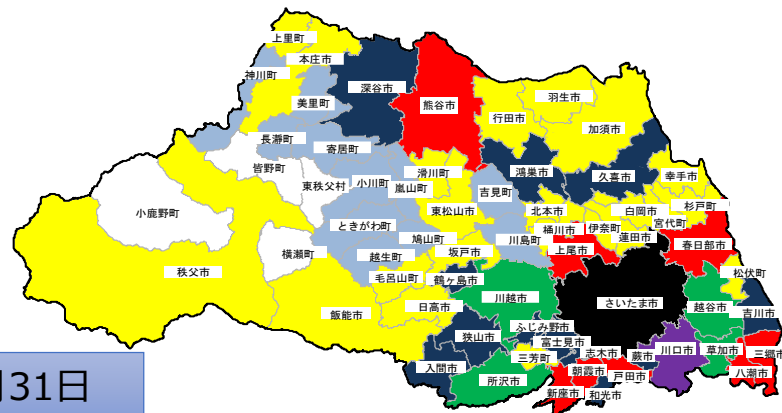 上里町
本庄市
神川町
深谷市
熊谷市
美里町
羽生市
行田市
加須市
長瀞町
寄居町
皆野町
滑川町
鴻巣市
久喜市
幸手市
東秩父村
小川町
嵐山町
吉見町
小鹿野町
東松山市
北本市
白岡市
杉戸町
ときがわ町
桶川市
伊奈町
宮代町
鳩山町
川島町
上尾市
蓮田市
春日部市
横瀬町
越生町
坂戸市
秩父市
毛呂山町
鶴ヶ島市
松伏町
飯能市
日高市
川越市
さいたま市
越谷市
吉川市
狭山市
ふじみ野市
富士見市
入間市
三芳町
志木市
蕨市
川口市
草加市
三郷市
所沢市
朝霞市
戸田市
八潮市
新座市
和光市
月31日